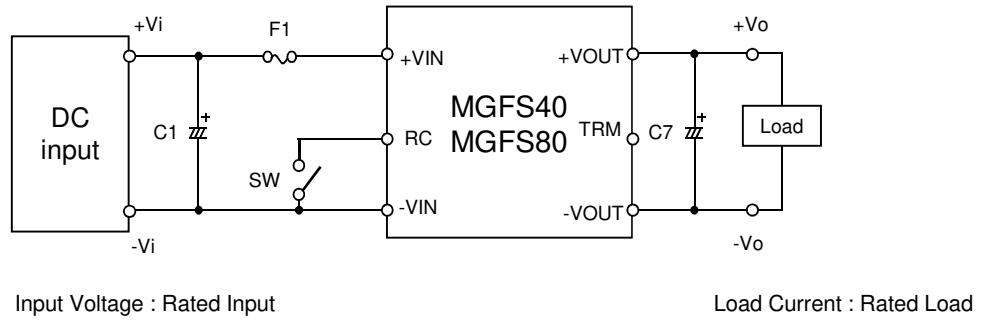 +Vi
F1
+Vo
+VIN
+VOUT
DC
input
C1
+
MGFS40
MGFS80
RC
TRM
C7
+
Load
SW
-VIN
-VOUT
-Vi
-Vo
Input Voltage : Rated Input
Load Current : Rated Load